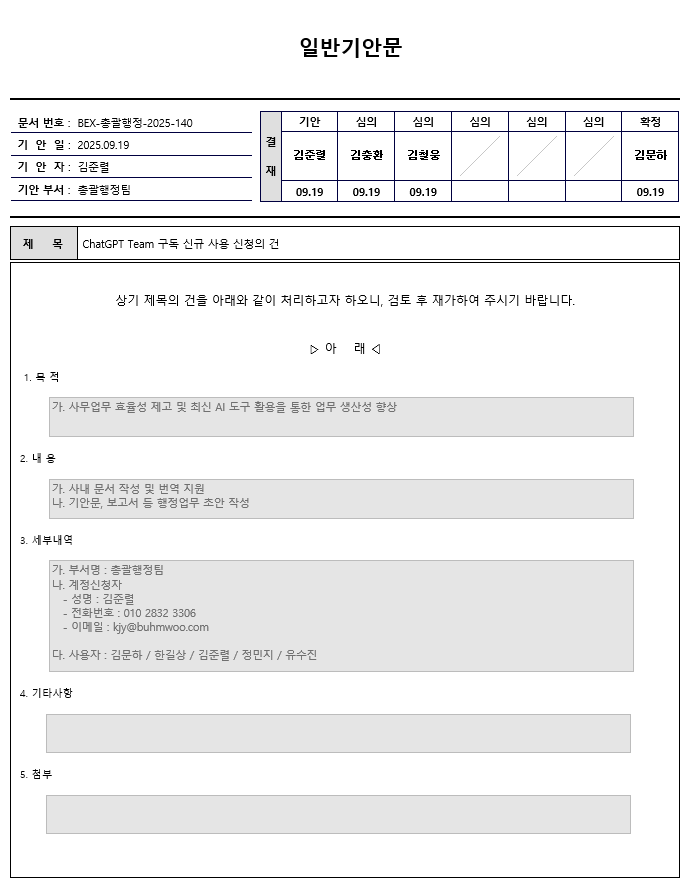 일반기안문
문서 번호 : BEX-총괄행정-2025-140
기 안 일 : 2025.09.19
기 안 자 : 김준렬
기안 부서 : 총괄행정팀
결 재
기안 심의 심의 심의 심의 심의 확정
김준렬 김충환 김철웅 김문하
09.19 09.19 09.19 09.19
제 목 ChatGPT Team 구독 신규 사용 신청의 건
상기 제목의 건을 아래와 같이 처리하고자 하오니, 검토 후 재가하여 주시기 바랍니다.
▷ 아 래 ◁
1. 목 적
가. 사무업무 효율성 제고 및 최신 AI 도구 활용을 통한 업무 생산성 향상
2. 내 용
가. 사내 문서 작성 및 번역 지원
나. 기안문, 보고서 등 행정업무 초안 작성
3. 세부내역
가. 부서명 : 총괄행정팀
나. 계정신청자
- 성명 : 김준렬
- 전화번호 : 010 2832 3306
- 이메일 : kjy@buhmwoo.com
다. 사용자 : 김문하 / 한길상 / 김준렬 / 정민지 / 유수진
4. 기타사항
5. 첨부